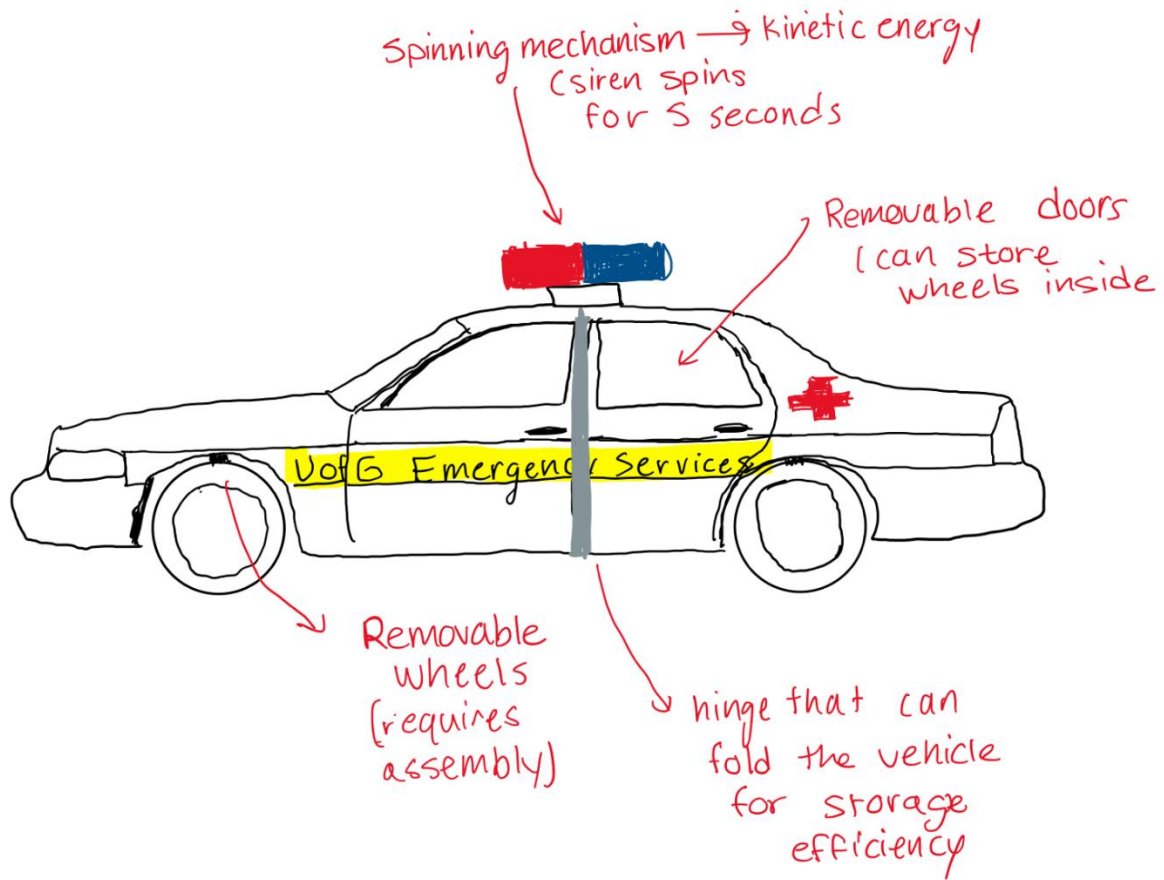 Spinning mechanism → kinetic energy
(siren spins
for 5 seconds
Removable doors
(can store
wheels inside
UofG Emergency Services
Removable
wheels
(requires
assembly)
hinge that can
fold the vehicle
for storage
efficiency